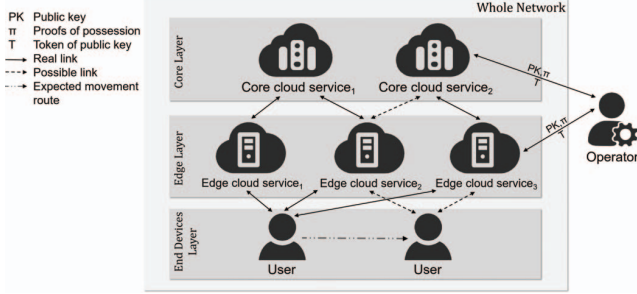 Whole Network
PK Public key
π Proofs of possession
T Token of public key
Real link
Possible link
Expected movement
route
Core Layer
Core cloud service1
Core cloud service2
PK,π
T
Operator
Edge Layer
Edge cloud service1
Edge cloud service2
Edge cloud service3
PK,π
T
End Devices
Layer
User
User